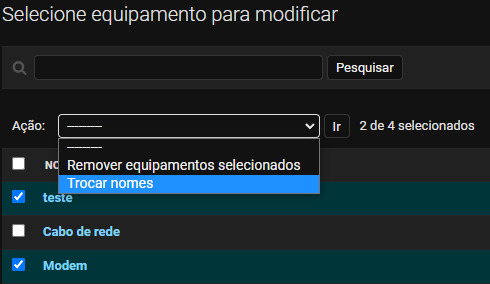 Selecione equipamento para modificar
Pesquisar
Ação: --------- Ir 2 de 4 selecionados
---------
Remover equipamentos selecionados
Trocar nomes
NO
teste
Cabo de rede
Modem